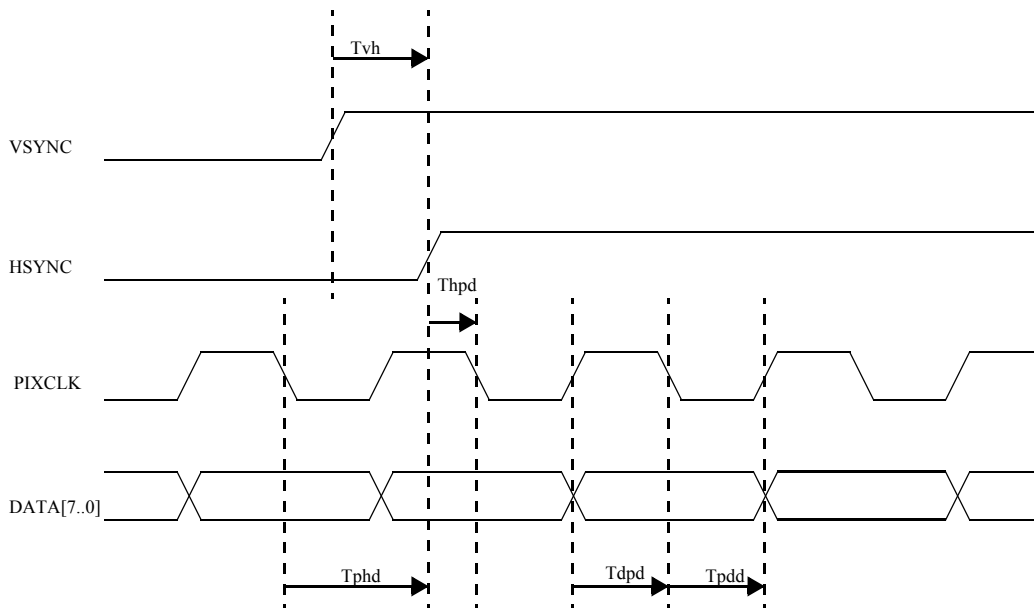 Tvh
VSYNC
HSYNC
Thpd
PIXCLK
DATA[7..0]
Tphd
Tdpd
Tpdd